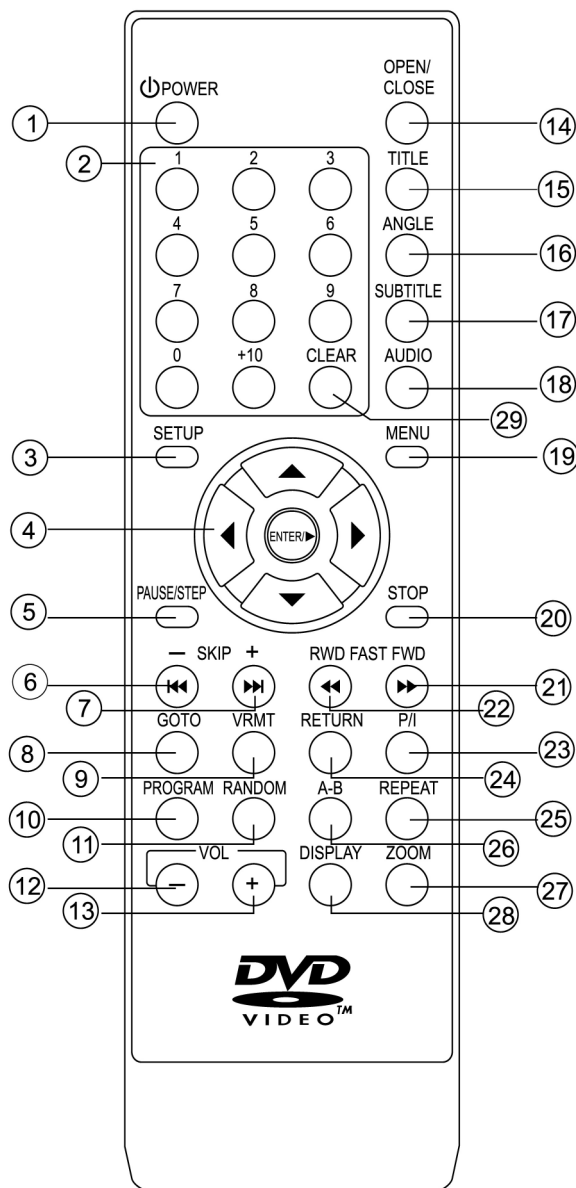 OPEN/
⏻POWER CLOSE
1 14
2 1 2 3 TITLE
15
4 5 6 ANGLE
16
7 8 9 SUBTITLE
17
0 +10 CLEAR AUDIO
18
29
SETUP MENU
3 19
4 ENTER/▶
PAUSE/STEP STOP
5 20
− SKIP + RWD FAST FWD
6 21
7 22
GOTO VRMT RETURN P/I
8 23
9 24
PROGRAM RANDOM A-B REPEAT
10 25
11 26
VOL DISPLAY ZOOM
12 − + 27
13 28
DVD
VIDEO™